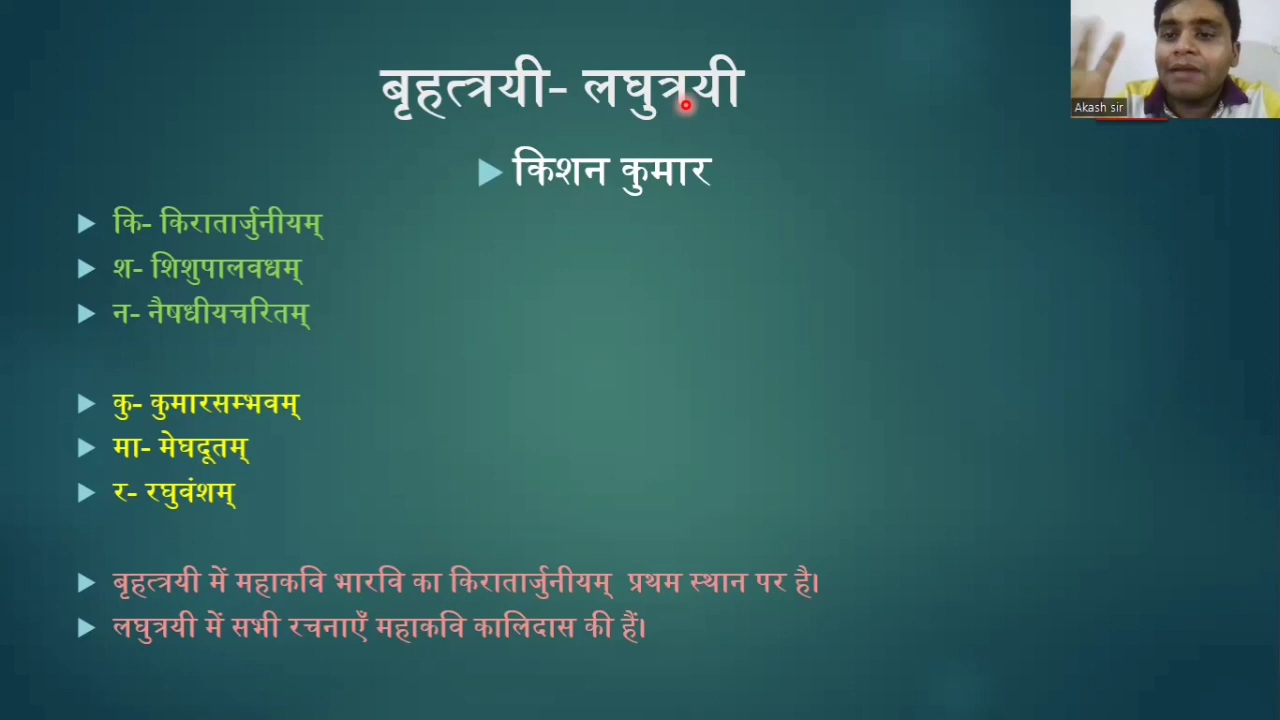 बृहत्त्रयी- लघुत्रयी
Akash sir
किशन कुमार
कि- किरातार्जुनीयम्
श- शिशुपालवधम्
न- नैषधीयचरितम्
कु- कुमारसम्भवम्
मा- मेघदूतम्
र- रघुवंशम्
बृहत्त्रयी में महाकवि भारवि का किरातार्जुनीयम् प्रथम स्थान पर है।
लघुत्रयी में सभी रचनाएँ महाकवि कालिदास की हैं।